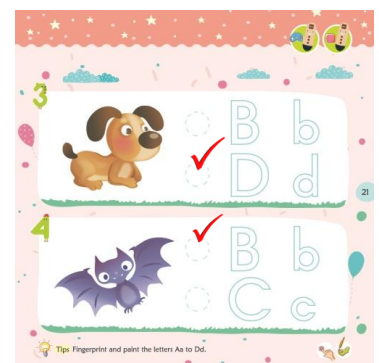 3
B b
D d
21
4
B b
C c
Tips Fingerprint and paint the letters Aa to Dd.